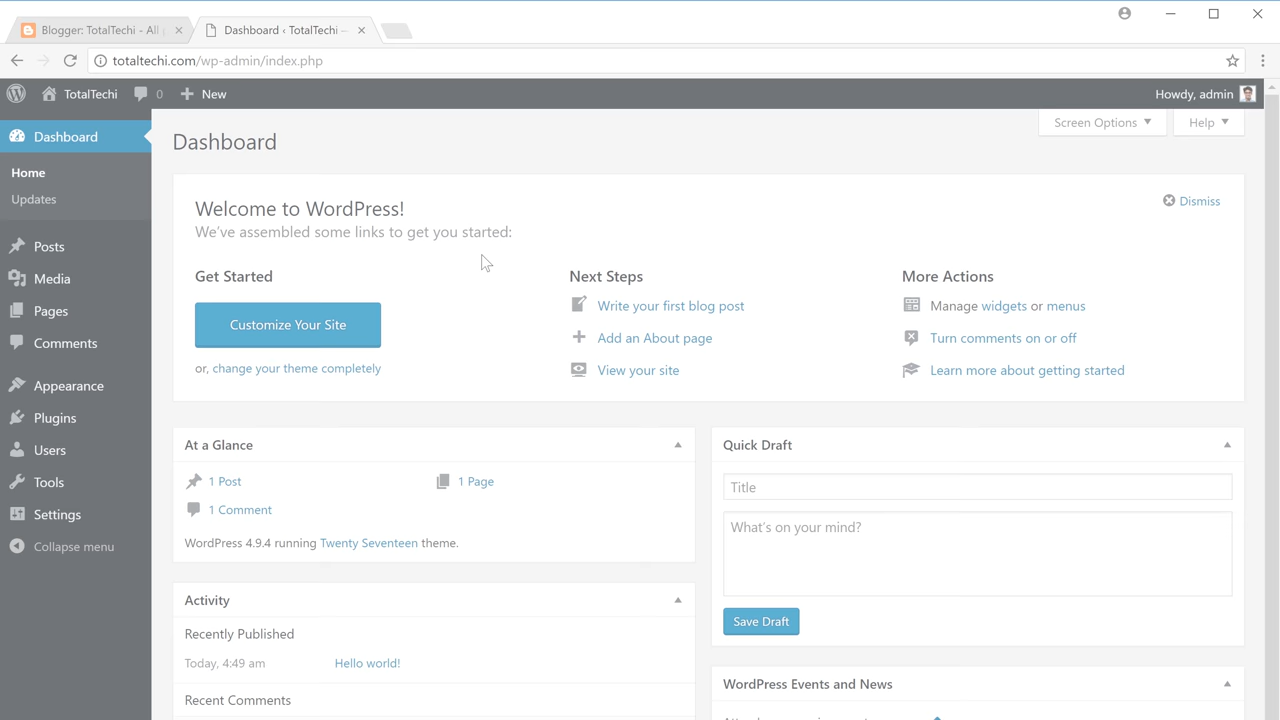 Blogger: TotalTechi - All
Dashboard ‹ TotalTechi —
totaltechi.com/wp-admin/index.php
TotalTechi
0
New
Howdy, admin
Dashboard
Home
Updates
Posts
Media
Pages
Comments
Appearance
Plugins
Users
Tools
Settings
Collapse menu
Screen Options
Help
Dashboard
Welcome to WordPress!
Dismiss
We've assembled some links to get you started:
Get Started
Customize Your Site
or, change your theme completely
Next Steps
Write your first blog post
Add an About page
View your site
More Actions
Manage widgets or menus
Turn comments on or off
Learn more about getting started
At a Glance
1 Post
1 Page
1 Comment
WordPress 4.9.4 running Twenty Seventeen theme.
Activity
Recently Published
Today, 4:49 am
Hello world!
Recent Comments
Quick Draft
Title
What's on your mind?
Save Draft
WordPress Events and News